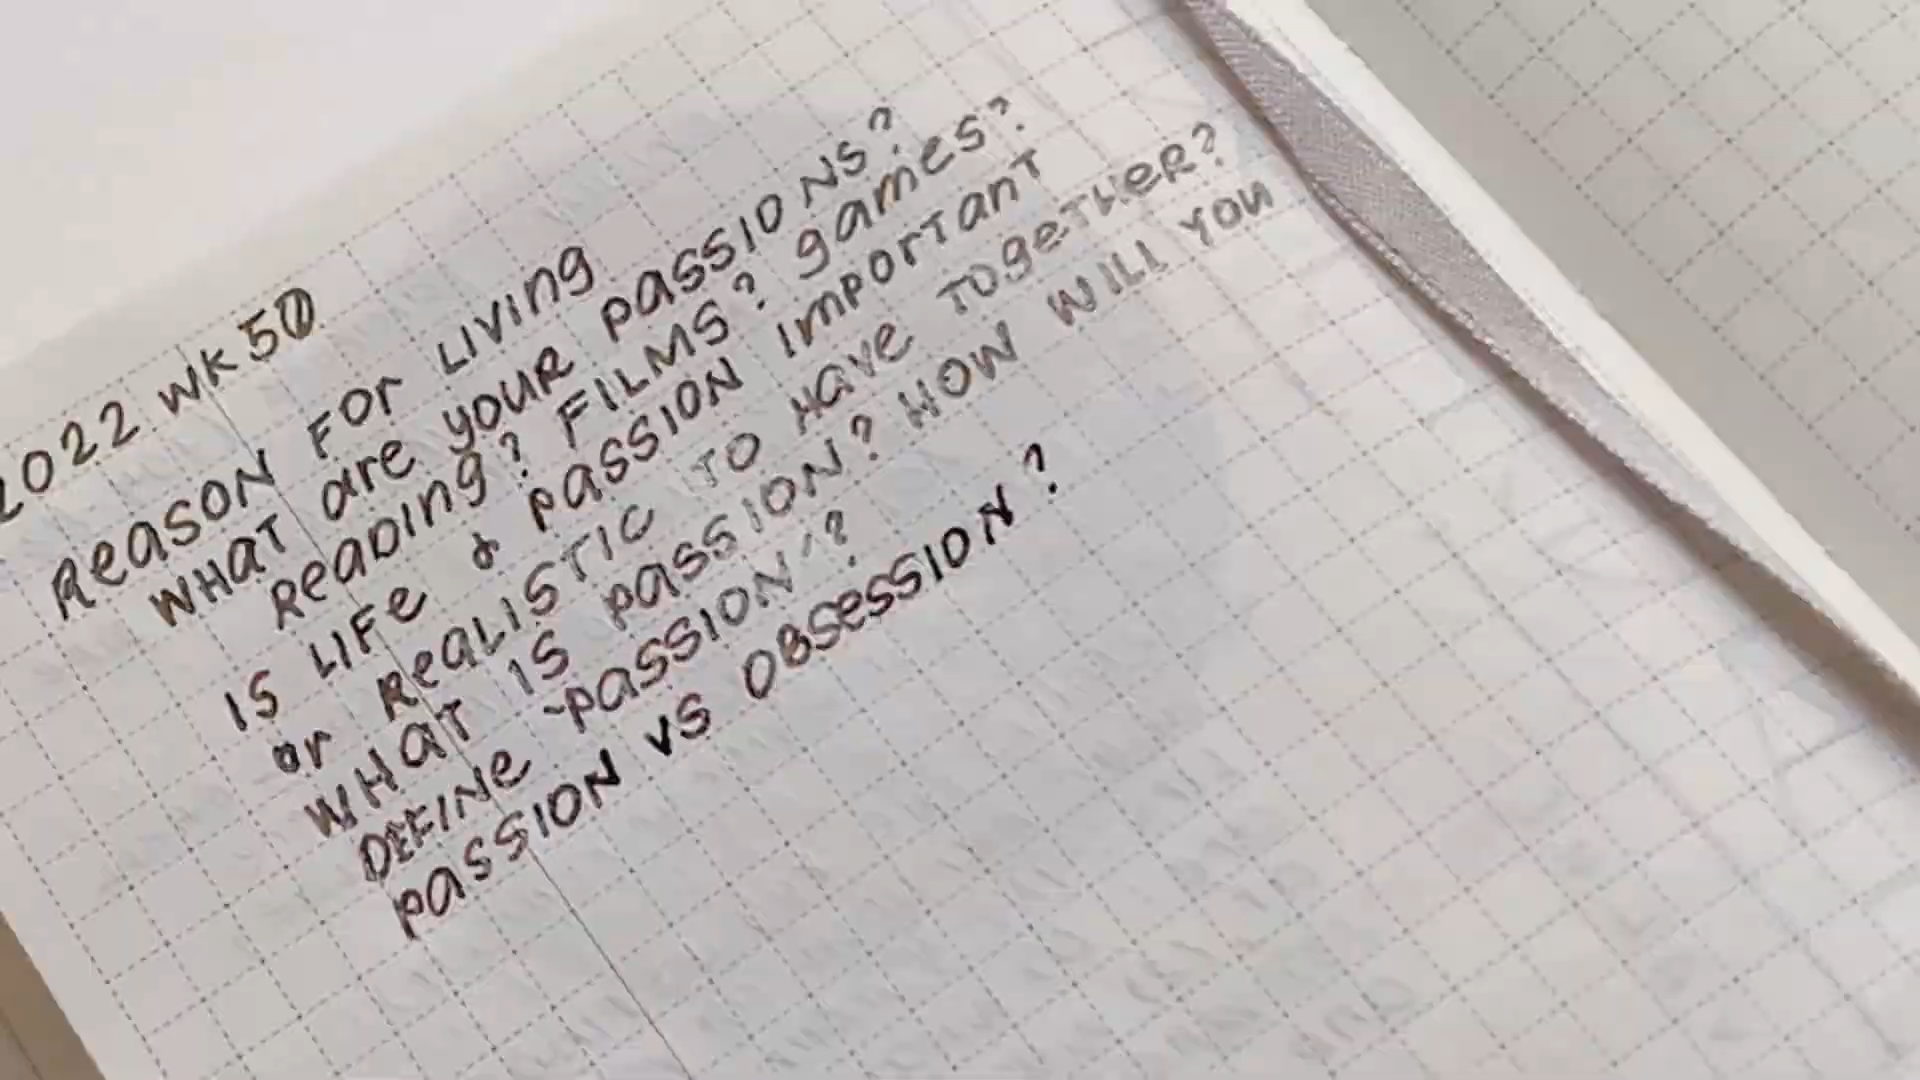 2022 WK 50
Reason for Living
What are your passions?
Reading? Films? games?
Is Life & passion important
or Realistic to have together?
What is passion? How will you
Define "passion"?
passion vs obsession?